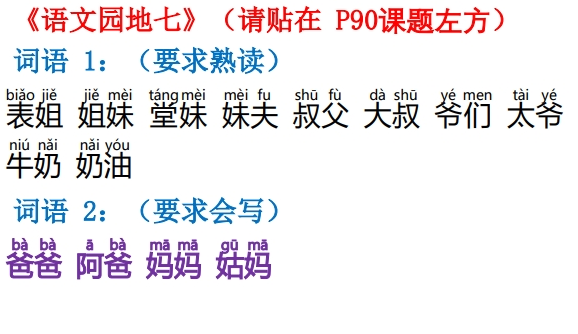 《语文园地七》（请贴在 P90课题左方）
词语 1：（要求熟读）
biǎo jiě jiě mèi táng mèi mèi fu shū fù dà shū yé men tài yé
表姐 姐妹 堂妹 妹夫 叔父 大叔 爷们 太爷
niú nǎi nǎi yóu
牛奶 奶油
词语 2：（要求会写）
bà bà ā bà mā mā gū mā
爸爸 阿爸 妈妈 姑妈